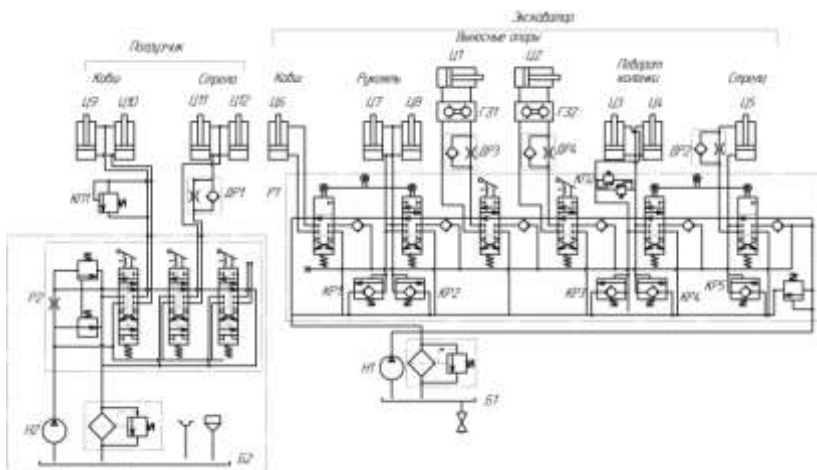 Экскаватор
Погрузчик
Выносные опоры
Ковш
Стрела
Ковш
Рукоять
Ц1
Ц2
Поворот колонки
Стрела
Ц9
Ц10
Ц11
Ц12
Ц6
Ц7
Ц8
Ц3
Ц4
Ц5
ГЗ1
ГЗ2
КП1
ДР1
ДР3
ДР4
ДР2
Р1
Р2
КР1
КР2
КР3
КР4
КР5
Н1
Б1
Н2
Б2